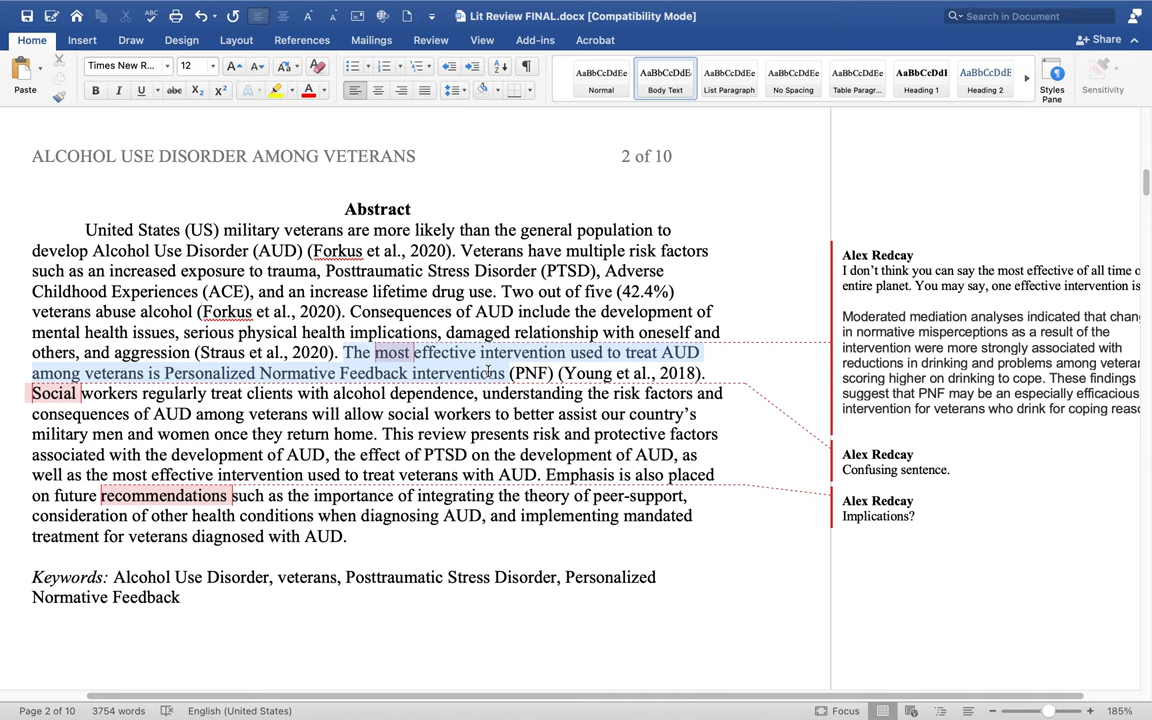 Lit Review FINAL.docx [Compatibility Mode]
Search in Document
Home Insert Draw Design Layout References Mailings Review View Add-ins Acrobat
Share
Paste
Times New R... 12
AaBbCcDdEe AaBbCcDdE AaBbCcDdEe AaBbCcDdEe AaBbCcDdEe AaBbCcDdI AaBbCcDdE
Normal Body Text List Paragraph No Spacing Table Paragr... Heading 1 Heading 2
Styles Pane
Sensitivity
ALCOHOL USE DISORDER AMONG VETERANS 2 of 10
Abstract
United States (US) military veterans are more likely than the general population to
develop Alcohol Use Disorder (AUD) (Forkus et al., 2020). Veterans have multiple risk factors
such as an increased exposure to trauma, Posttraumatic Stress Disorder (PTSD), Adverse
Childhood Experiences (ACE), and an increase lifetime drug use. Two out of five (42.4%)
veterans abuse alcohol (Forkus et al., 2020). Consequences of AUD include the development of
mental health issues, serious physical health implications, damaged relationship with oneself and
others, and aggression (Straus et al., 2020). The most effective intervention used to treat AUD
among veterans is Personalized Normative Feedback interventions (PNF) (Young et al., 2018).
Social workers regularly treat clients with alcohol dependence, understanding the risk factors and
consequences of AUD among veterans will allow social workers to better assist our country's
military men and women once they return home. This review presents risk and protective factors
associated with the development of AUD, the effect of PTSD on the development of AUD, as
well as the most effective intervention used to treat veterans with AUD. Emphasis is also placed
on future recommendations such as the importance of integrating the theory of peer-support,
consideration of other health conditions when diagnosing AUD, and implementing mandated
treatment for veterans diagnosed with AUD.
Keywords: Alcohol Use Disorder, veterans, Posttraumatic Stress Disorder, Personalized
Normative Feedback
Alex Redcay
I don't think you can say the most effective of all time o
entire planet. You may say, one effective intervention is
Moderated mediation analyses indicated that chan
in normative misperceptions as a result of the
intervention were more strongly associated with
reductions in drinking and problems among vetera
scoring higher on drinking to cope. These findings
suggest that PNF may be an especially efficacious
intervention for veterans who drink for coping reaso
Alex Redcay
Confusing sentence.
Alex Redcay
Implications?
Page 2 of 10 3754 words English (United States) Focus 185%